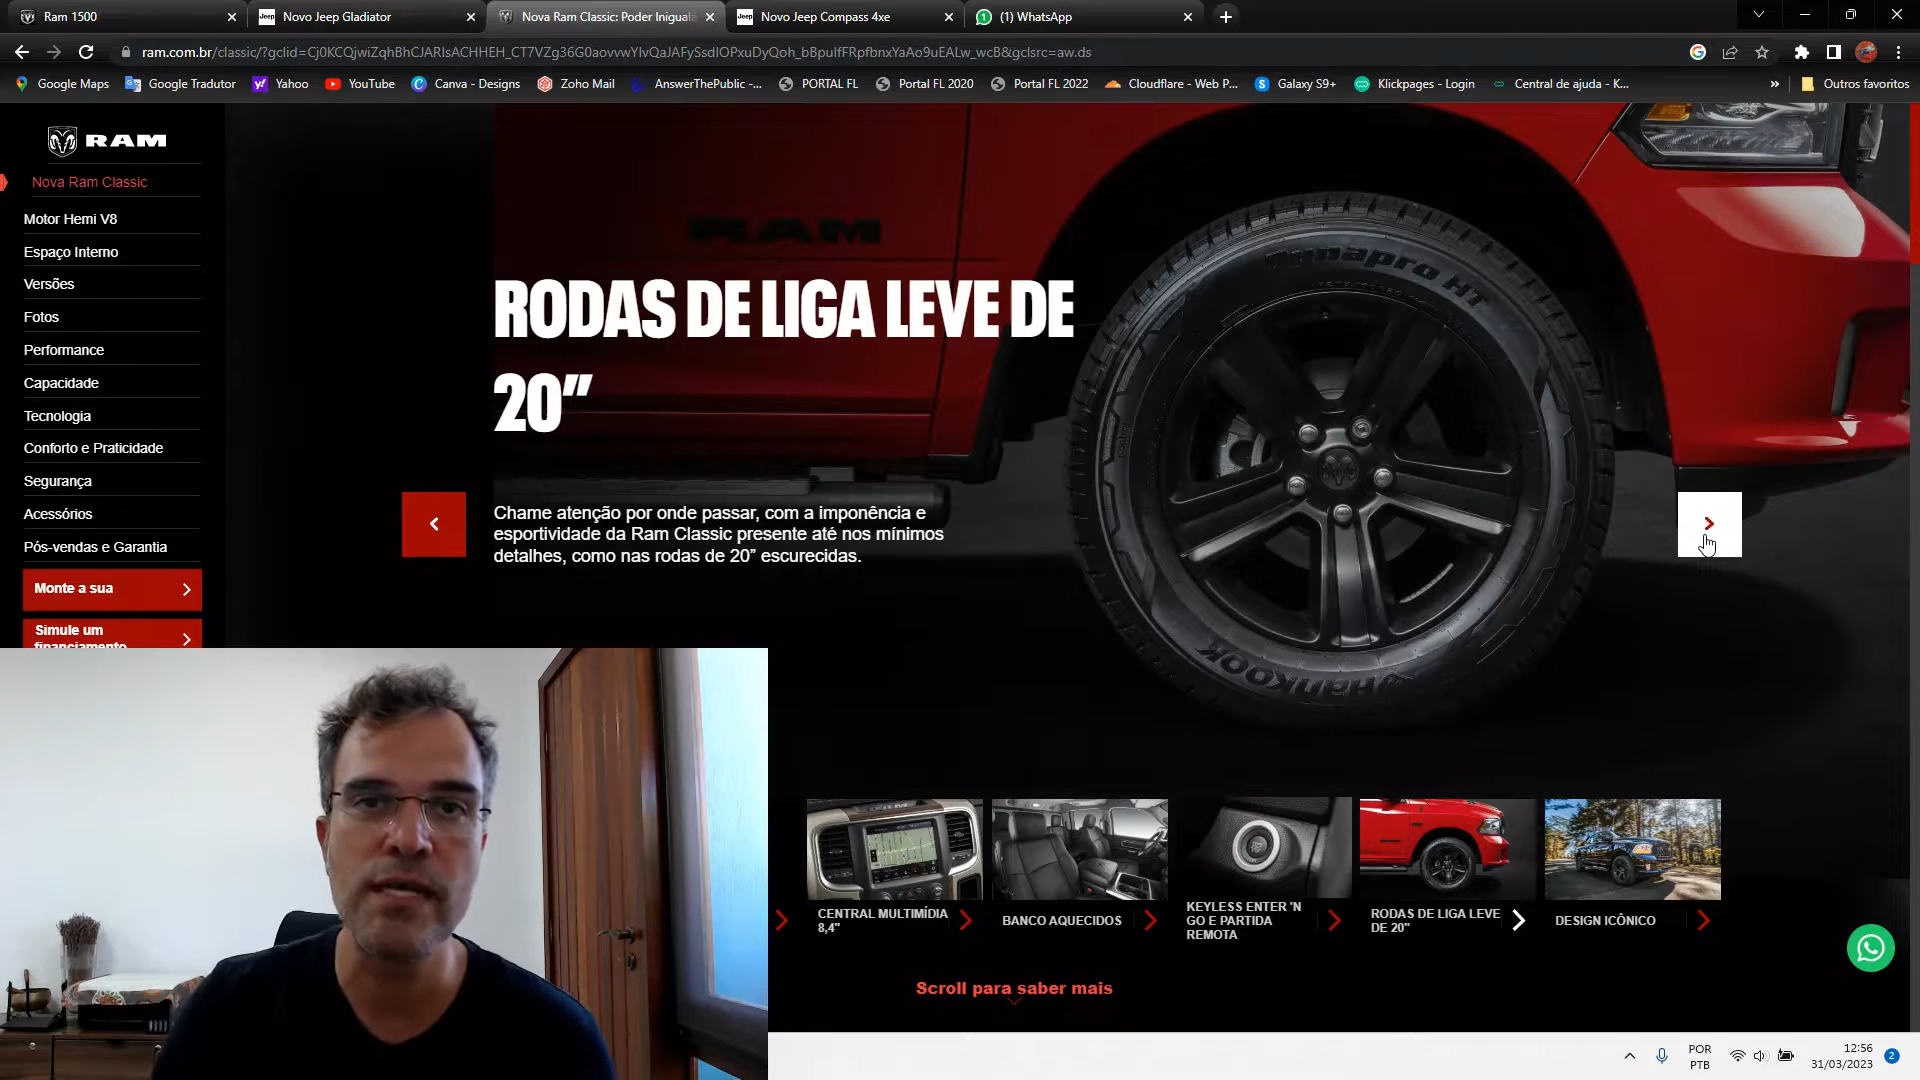 Ram 1500
Novo Jeep Gladiator
Nova Ram Classic: Poder Inigual
Novo Jeep Compass 4xe
(1) WhatsApp
ram.com.br/classic/?gclid=Cj0KCQjwiZqhBhCJARIsACHHEH_CT7VZg36G0aovvwYIvQaJAFySsdIOPxuDyQoh_bBpuIfFRpfbnxYaAo9uEALw_wcB&gclsrc=aw.ds
Google Maps
Google Tradutor
Yahoo
YouTube
Canva - Designs
Zoho Mail
AnswerThePublic -...
PORTAL FL
Portal FL 2020
Portal FL 2022
Cloudflare - Web P...
Galaxy S9+
Klickpages - Login
Central de ajuda - K...
»
Outros favoritos
RAM
Nova Ram Classic
Motor Hemi V8
Espaço Interno
Versões
Fotos
Performance
Capacidade
Tecnologia
Conforto e Praticidade
Segurança
Acessórios
Pós-vendas e Garantia
Monte a sua
Simule um
financiamento
RAM
Dynapro HT
HANKOOK
RODAS DE LIGA LEVE DE
20”
Chame atenção por onde passar, com a imponência e
esportividade da Ram Classic presente até nos mínimos
detalhes, como nas rodas de 20” escurecidas.
CENTRAL MULTIMÍDIA
8,4"
BANCO AQUECIDOS
KEYLESS ENTER 'N
GO E PARTIDA
REMOTA
RODAS DE LIGA LEVE
DE 20"
DESIGN ICÔNICO
Scroll para saber mais
POR
PTB
12:56
31/03/2023
2